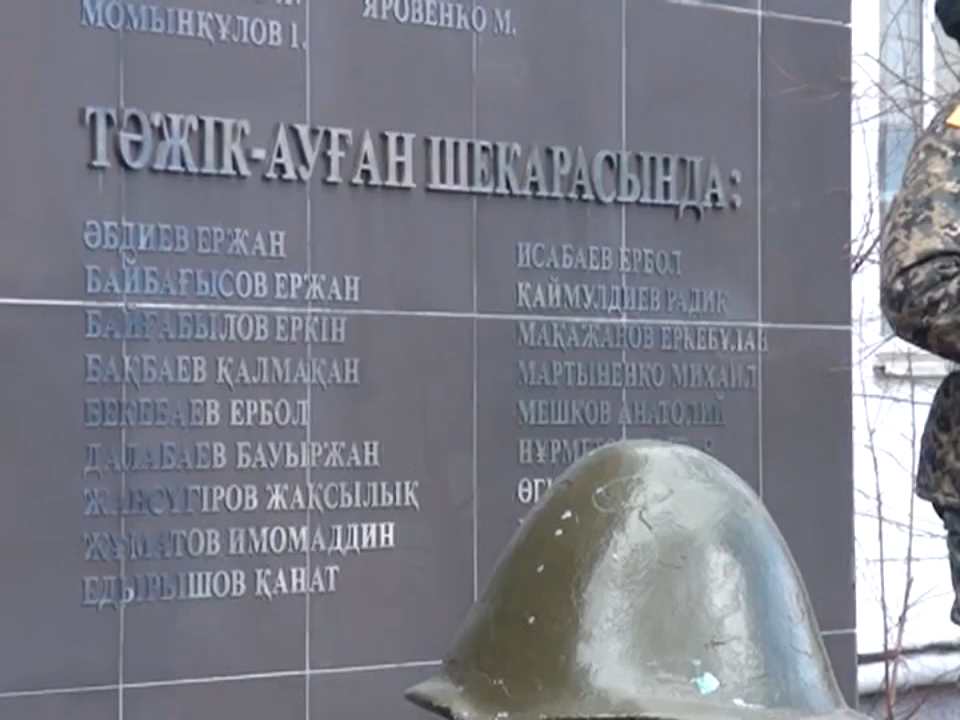 МОМЫНҚҰЛОВ І.
ЯРОВЕНКО М.
ТӘЖІК-АУҒАН ШЕКАРАСЫНДА:
ӘБДИЕВ ЕРЖАН
БАЙБАҒЫСОВ ЕРЖАН
БАЙҒАБЫЛОВ ЕРКІН
БАҚБАЕВ ҚАЛМАҚАН
БЕКЕБАЕВ ЕРБОЛ
ДАЛАБАЕВ БАУЫРЖАН
ЖАНСҮГІРОВ ЖАҚСЫЛЫҚ
ЖҰМАТОВ ИМОМАДДИН
ЕДЫРЫШОВ ҚАНАТ
ИСАБАЕВ ЕРБОЛ
ҚАЙМУЛДИЕВ РАДИК
МАҚАЖАНОВ ЕРКЕБҰЛАН
МАРТЫНЕНКО МИХАИЛ
МЕШКОВ АНАТОЛИЙ